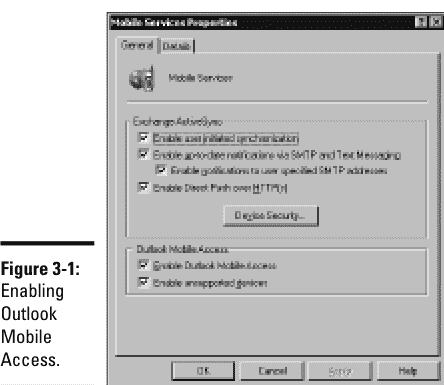 Mobile Services Properties
General Details
Mobile Services
Exchange ActiveSync
Enable user initiated synchronization
Enable up-to-date notifications via SMTP and Text Messaging
Enable notifications to user specified SMTP addresses
Enable Direct Push over HTTP(s)
Device Security...
Outlook Mobile Access
Enable Outlook Mobile Access
Enable unsupported devices
OK Cancel Apply Help
Figure 3-1:
Enabling
Outlook
Mobile
Access.